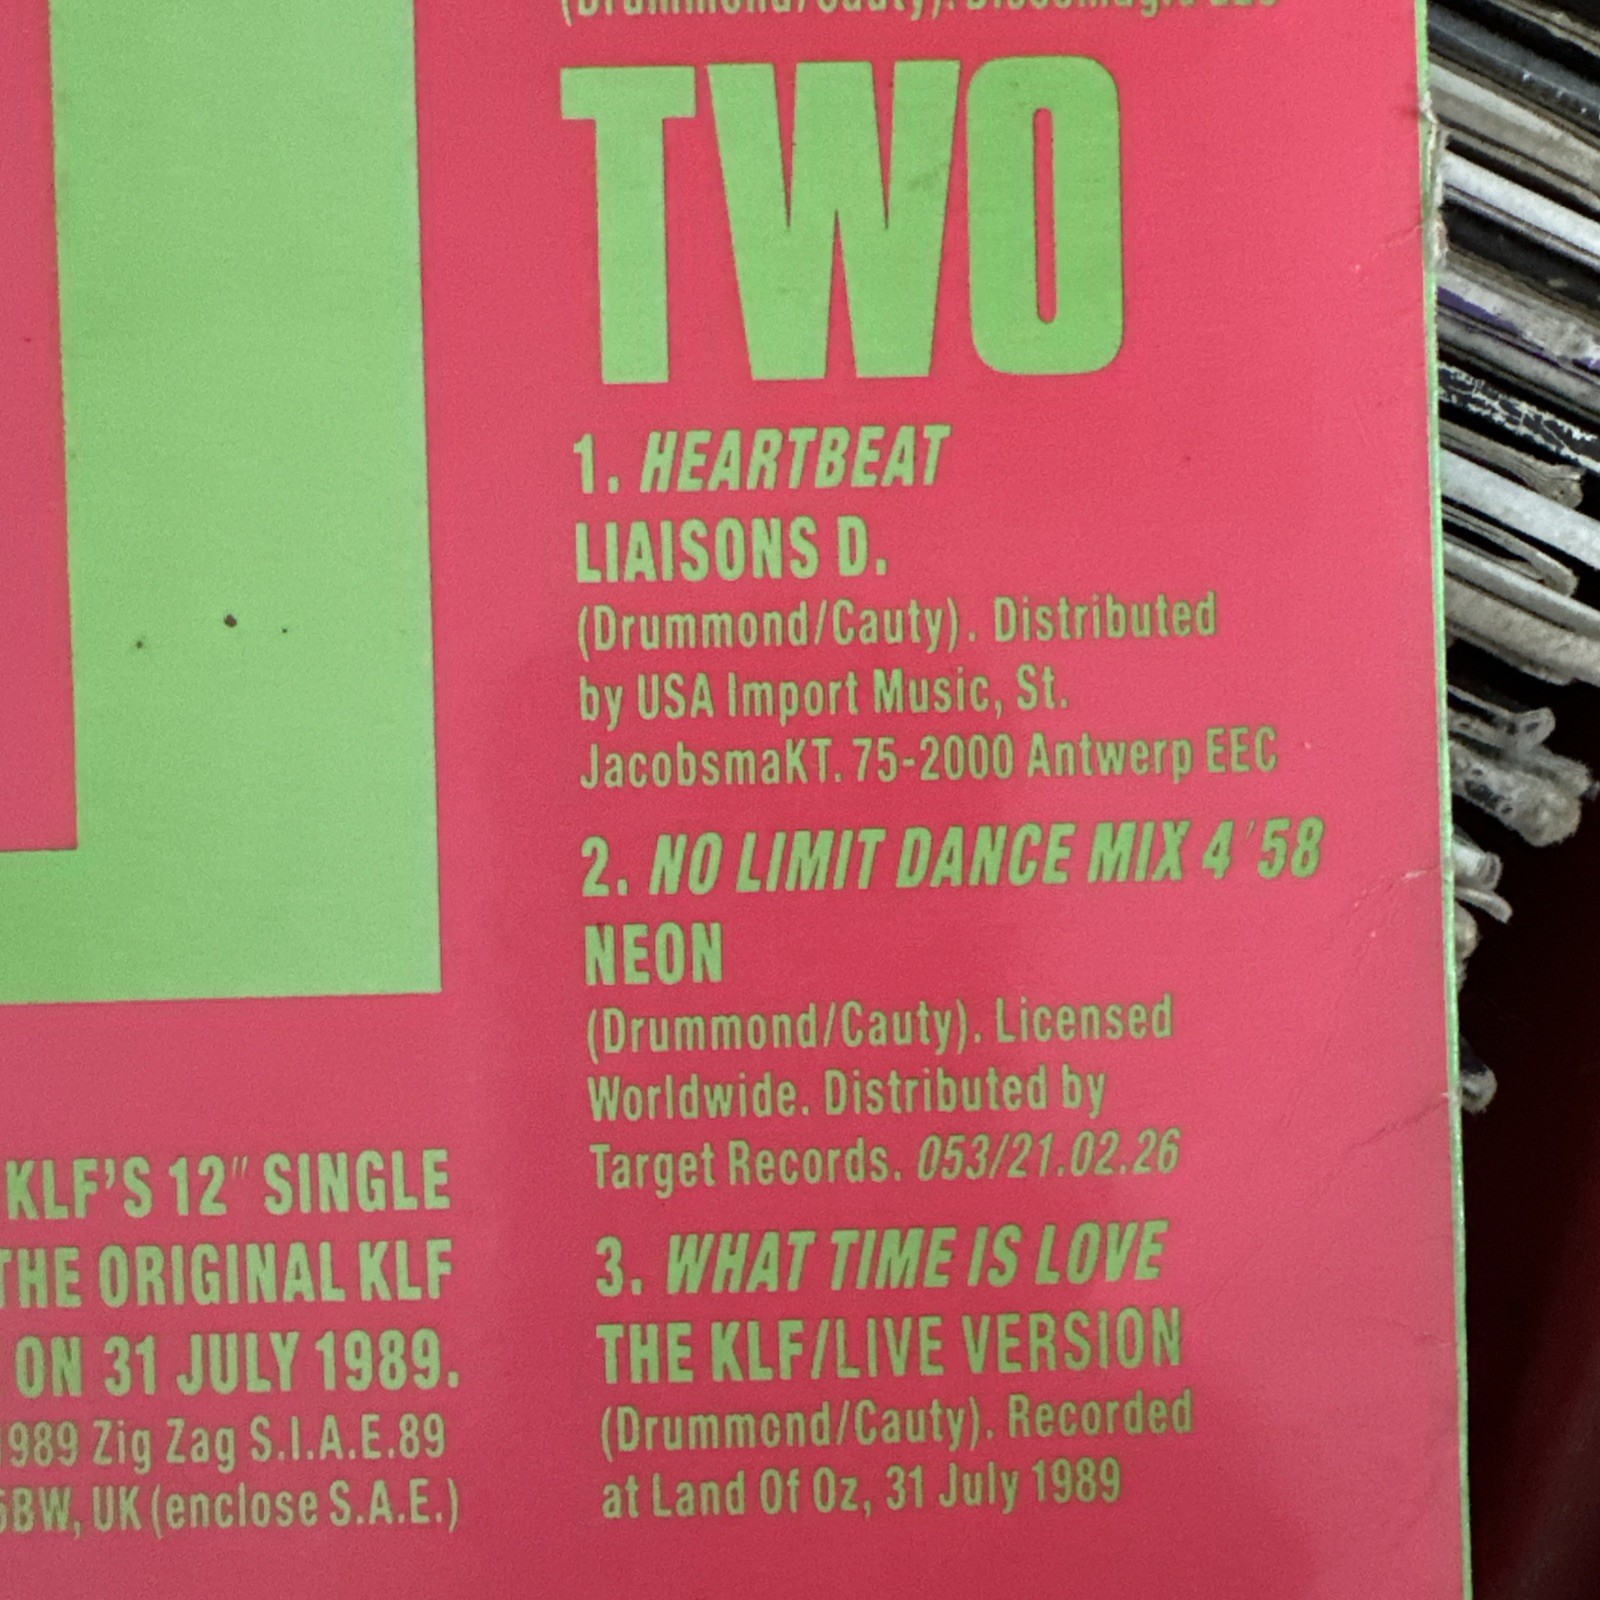 (Drummond/Cauty).
TWO
1. HEARTBEAT
LIAISONS D.
(Drummond/Cauty). Distributed
by USA Import Music, St.
JacobsmaKT. 75-2000 Antwerp EEC
2. NO LIMIT DANCE MIX 4'58
NEON
(Drummond/Cauty). Licensed
Worldwide. Distributed by
Target Records. 053/21.02.26
3. WHAT TIME IS LOVE
THE KLF/LIVE VERSION
(Drummond/Cauty). Recorded
at Land Of Oz, 31 July 1989
KLF'S 12" SINGLE
THE ORIGINAL KLF
ON 31 JULY 1989.
1989 Zig Zag S.I.A.E.89
6BW, UK (enclose S.A.E.)